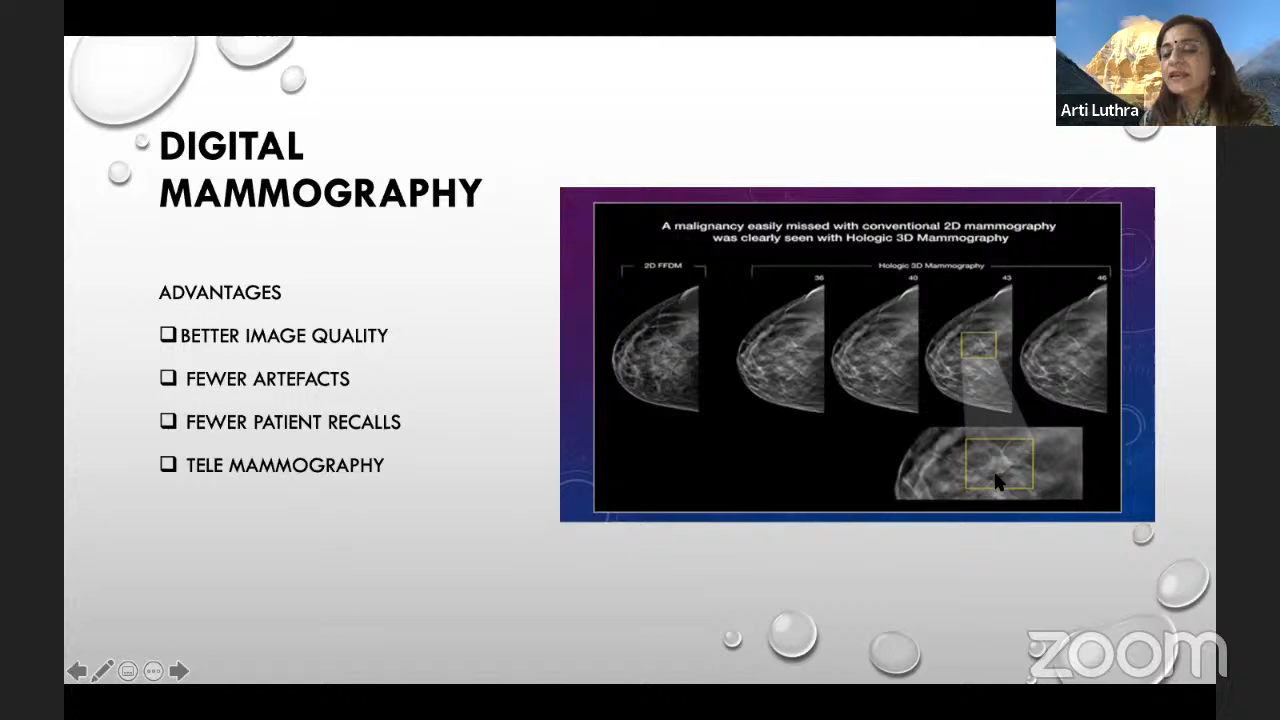 Arti Luthra
DIGITAL
MAMMOGRAPHY
ADVANTAGES
BETTER IMAGE QUALITY
FEWER ARTEFACTS
FEWER PATIENT RECALLS
TELE MAMMOGRAPHY
A malignancy easily missed with conventional 2D mammography
was clearly seen with Hologic 3D Mammography
2D FFDM
Hologic 3D Mammography
36 40 43 46
zoom